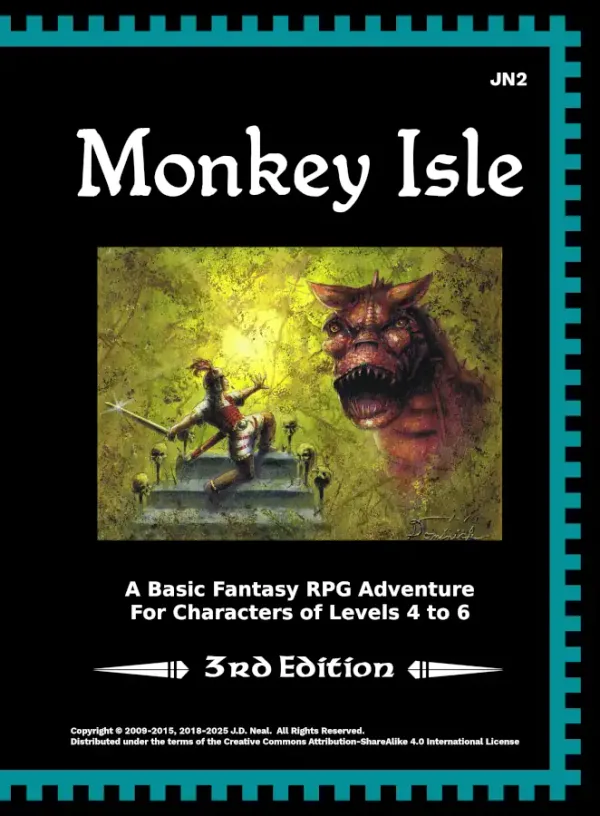 JN2
Monkey Isle
A Basic Fantasy RPG Adventure
For Characters of Levels 4 to 6
3rd Edition
Copyright © 2009-2015, 2018-2025 J.D. Neal. All Rights Reserved.
Distributed under the terms of the Creative Commons Attribution-ShareAlike 4.0 International License